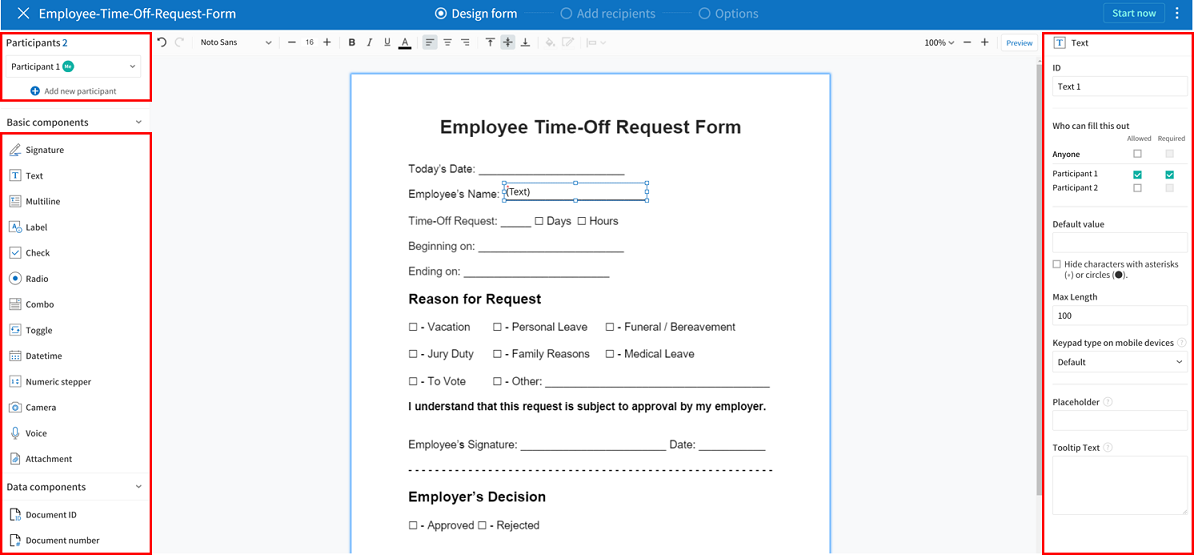 Employee-Time-Off-Request-Form
Design form
Add recipients
Options
Start now
Participants 2
Participant 1 Me
Add new participant
Basic components
Signature
Text
Multiline
Label
Check
Radio
Combo
Toggle
Datetime
Numeric stepper
Camera
Voice
Attachment
Data components
Document ID
Document number
Noto Sans
16
B I U A
100%
Preview
Employee Time-Off Request Form
Today's Date: ________________________
Employee's Name: (Text)
Time-Off Request: _____ ☐ Days ☐ Hours
Beginning on: ________________________
Ending on: ________________________
Reason for Request
☐ - Vacation ☐ - Personal Leave ☐ - Funeral / Bereavement
☐ - Jury Duty ☐ - Family Reasons ☐ - Medical Leave
☐ - To Vote ☐ - Other: _____________________________________
I understand that this request is subject to approval by my employer.
Employee's Signature: ________________________ Date: ___________
- - - - - - - - - - - - - - - - - - - - - - - - - - - - - - - - - - - - - - - - - - - - -
Employer's Decision
☐ - Approved ☐ - Rejected
T Text
ID
Text 1
Who can fill this out
Allowed Required
Anyone
Participant 1
Participant 2
Default value
Hide characters with asterisks
(*) or circles (●).
Max Length
100
Keypad type on mobile devices ?
Default
Placeholder ?
Tooltip Text ?